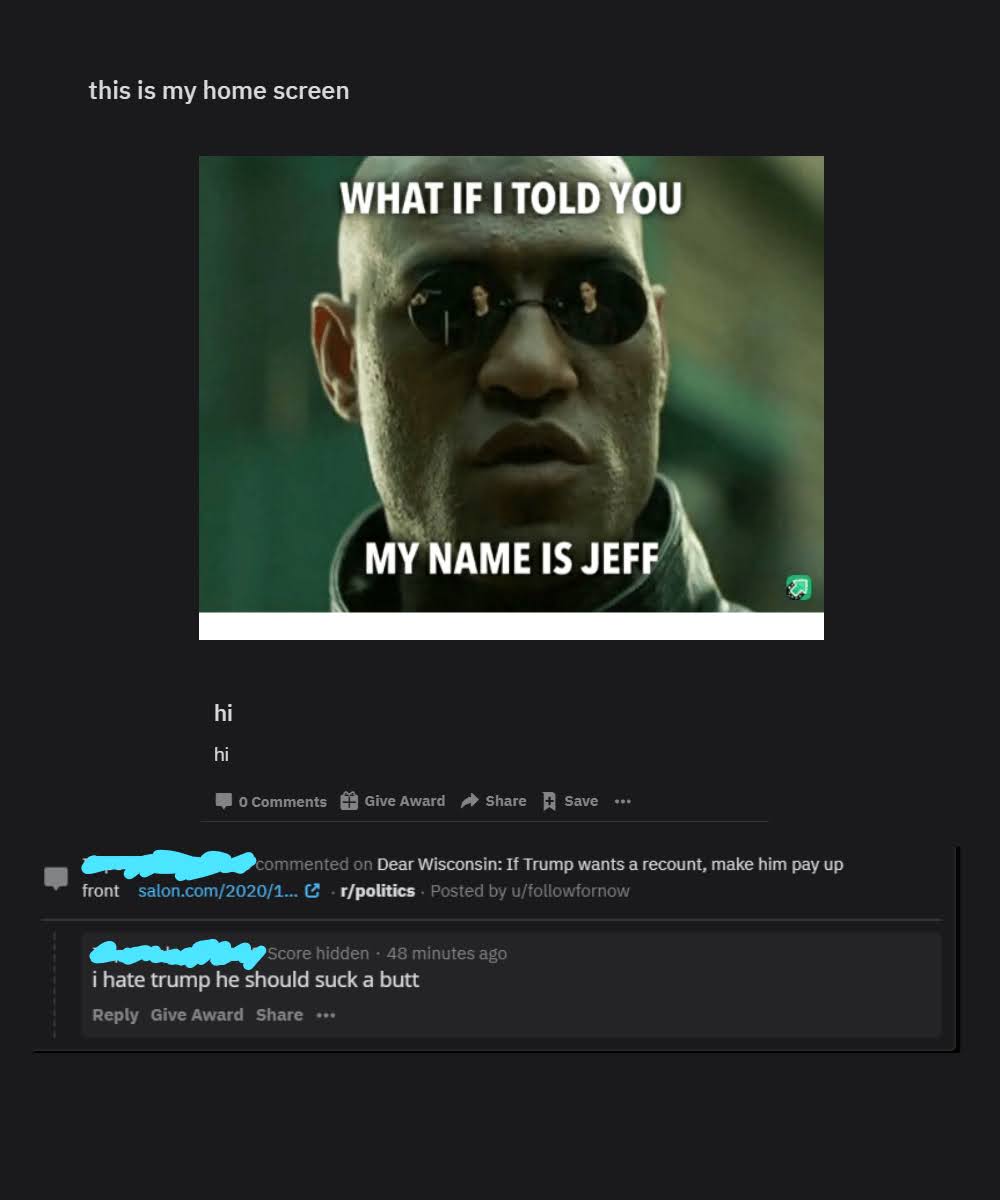 this is my home screen
WHAT IF I TOLD YOU
MY NAME IS JEFF
hi
hi
0 Comments Give Award Share Save ...
commented on Dear Wisconsin: If Trump wants a recount, make him pay up
front salon.com/2020/1... · r/politics · Posted by u/followfornow
Score hidden · 48 minutes ago
i hate trump he should suck a butt
Reply Give Award Share ...